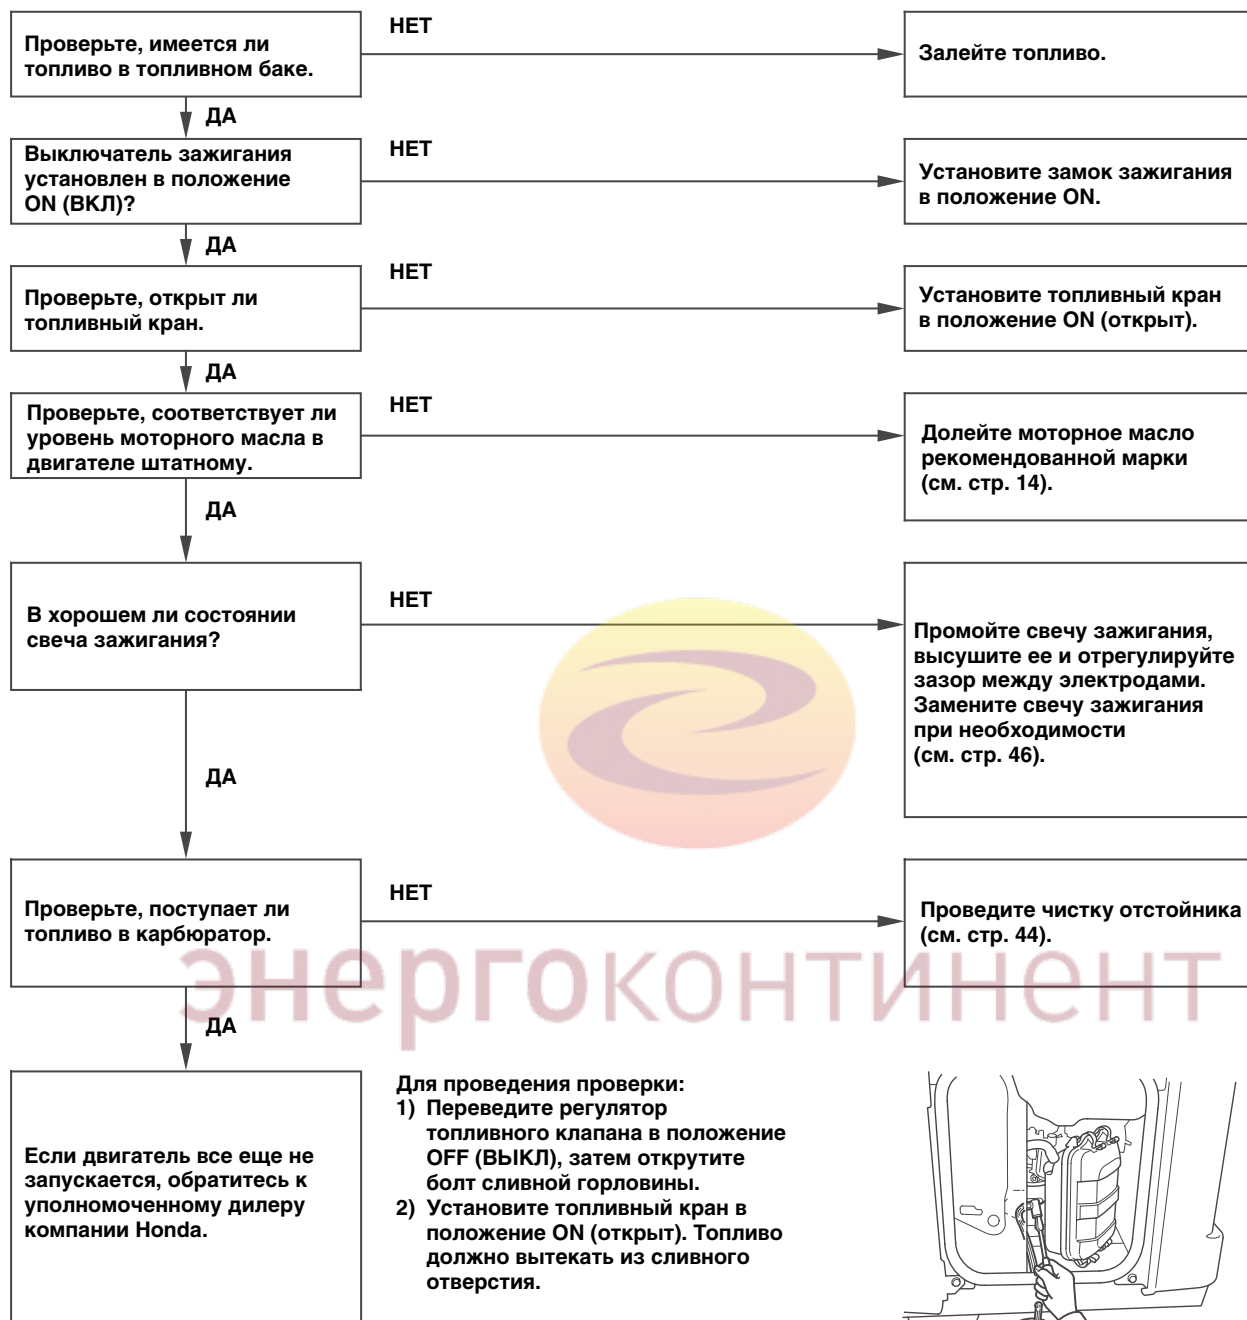 Проверьте, имеется ли
топливо в топливном баке.
НЕТ
Залейте топливо.
ДА
Выключатель зажигания
установлен в положение
ON (ВКЛ)?
НЕТ
Установите замок зажигания
в положение ON.
ДА
Проверьте, открыт ли
топливный кран.
НЕТ
Установите топливный кран
в положение ON (открыт).
ДА
Проверьте, соответствует ли
уровень моторного масла в
двигателе штатному.
НЕТ
Долейте моторное масло
рекомендованной марки
(см. стр. 14).
ДА
В хорошем ли состоянии
свеча зажигания?
НЕТ
Промойте свечу зажигания,
высушите ее и отрегулируйте
зазор между электродами.
Замените свечу зажигания
при необходимости
(см. стр. 46).
ДА
Проверьте, поступает ли
топливо в карбюратор.
НЕТ
Проведите чистку отстойника
(см. стр. 44).
энергоконтинент
ДА
Если двигатель все еще не
запускается, обратитесь к
уполномоченному дилеру
компании Honda.
Для проведения проверки:
1) Переведите регулятор
топливного клапана в положение
OFF (ВЫКЛ), затем открутите
болт сливной горловины.
2) Установите топливный кран в
положение ON (открыт). Топливо
должно вытекать из сливного
отверстия.